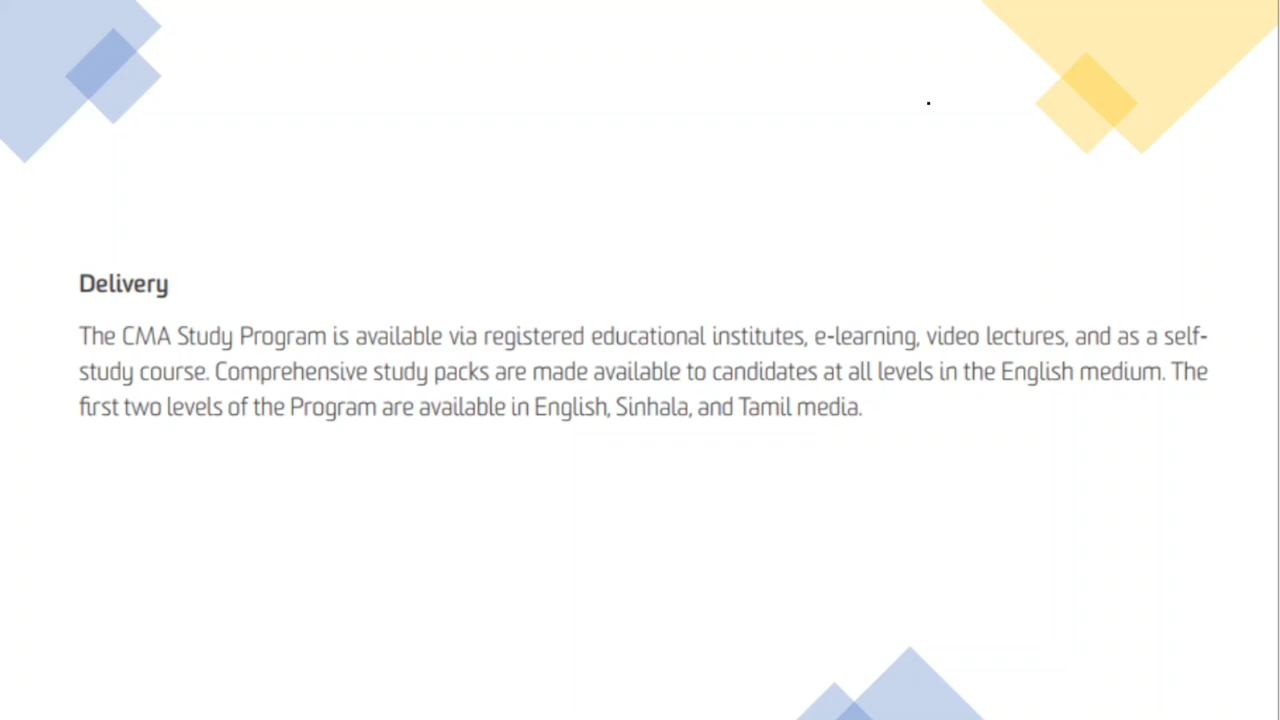 Delivery
The CMA Study Program is available via registered educational institutes, e-learning, video lectures, and as a self-
study course. Comprehensive study packs are made available to candidates at all levels in the English medium. The
first two levels of the Program are available in English, Sinhala, and Tamil media.